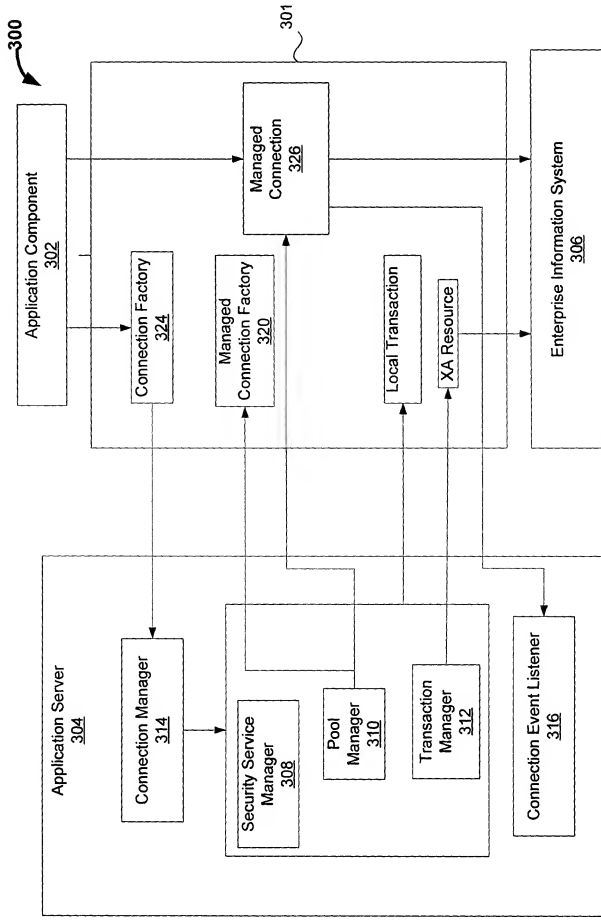 300
Application Component
302
301
Connection Factory
324
Managed
Connection Factory
320
Managed
Connection
326
Local Transaction
XA Resource
Enterprise Information System
306
Application Server
304
Connection Manager
314
Security Service
Manager
308
Pool
Manager
310
Transaction
Manager
312
Connection Event Listener
316